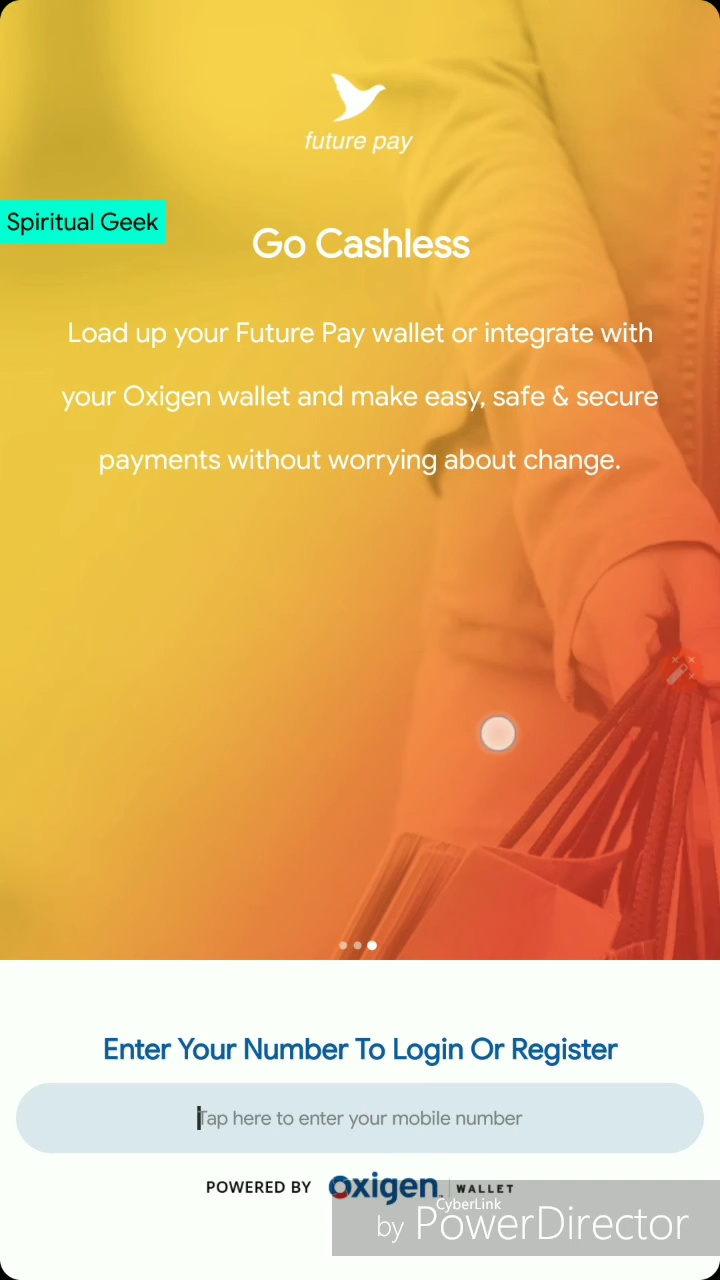 future pay
Spiritual Geek
Go Cashless
Load up your Future Pay wallet or integrate with
your Oxigen wallet and make easy, safe & secure
payments without worrying about change.
Enter Your Number To Login Or Register
Tap here to enter your mobile number
POWERED BY Oxigen WALLET
CyberLink
by PowerDirector